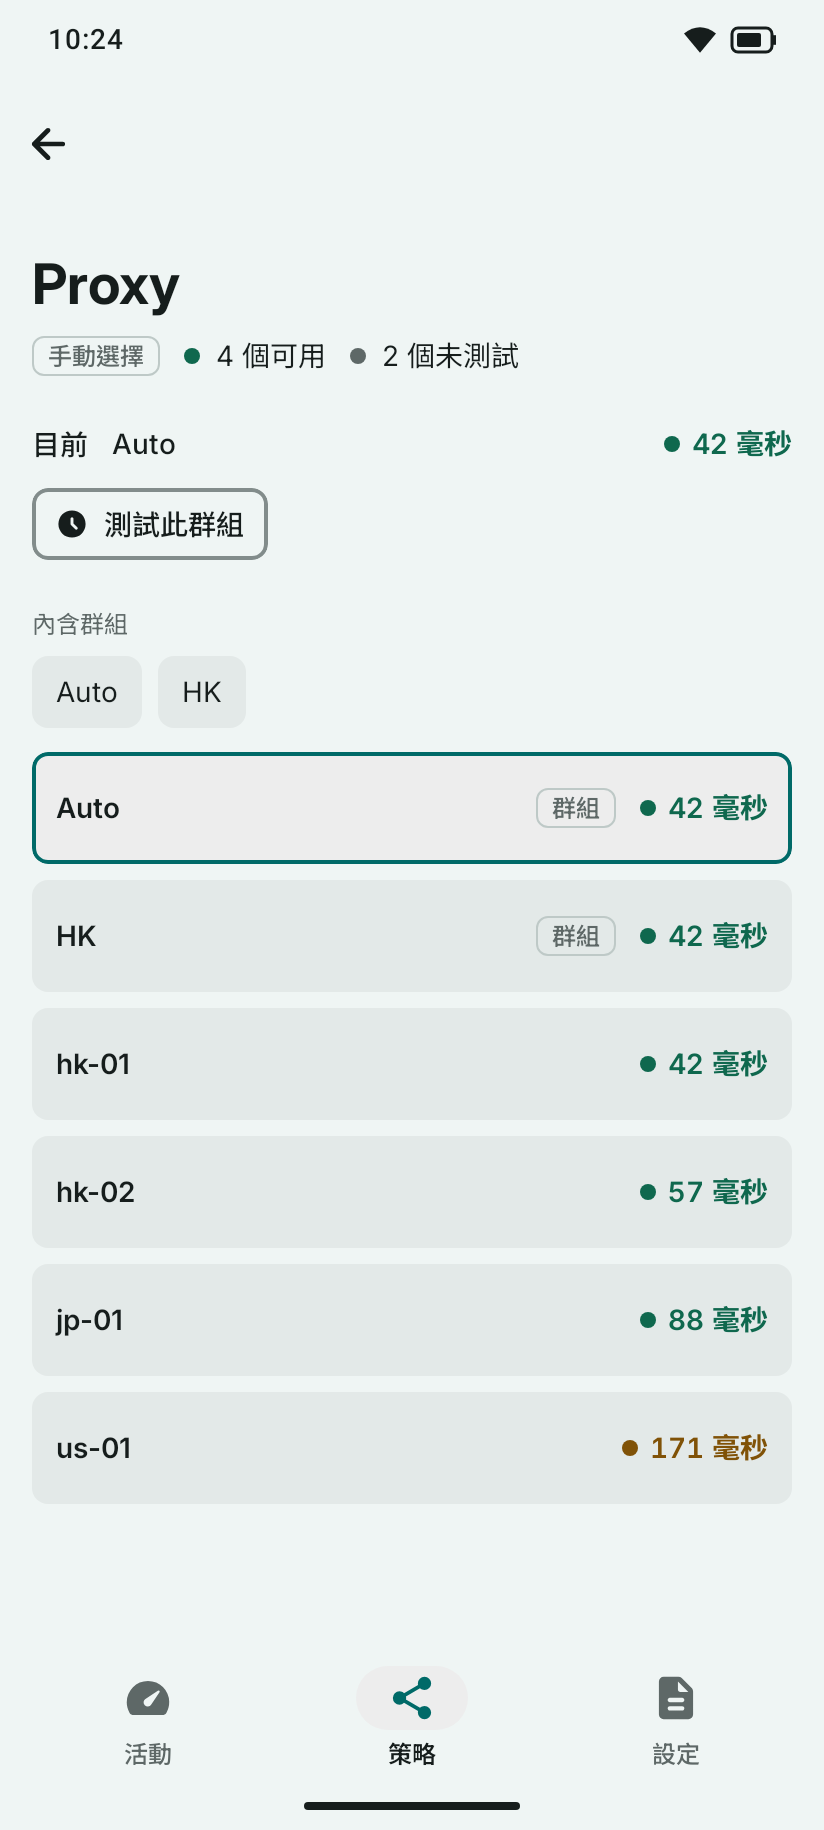 10:24
Proxy
手動選擇 4 個可用 2 個未測試
目前 Auto 42 毫秒
測試此群組
內含群組
Auto HK
Auto 群組 42 毫秒
HK 群組 42 毫秒
hk-01 42 毫秒
hk-02 57 毫秒
jp-01 88 毫秒
us-01 171 毫秒
活動 策略 設定